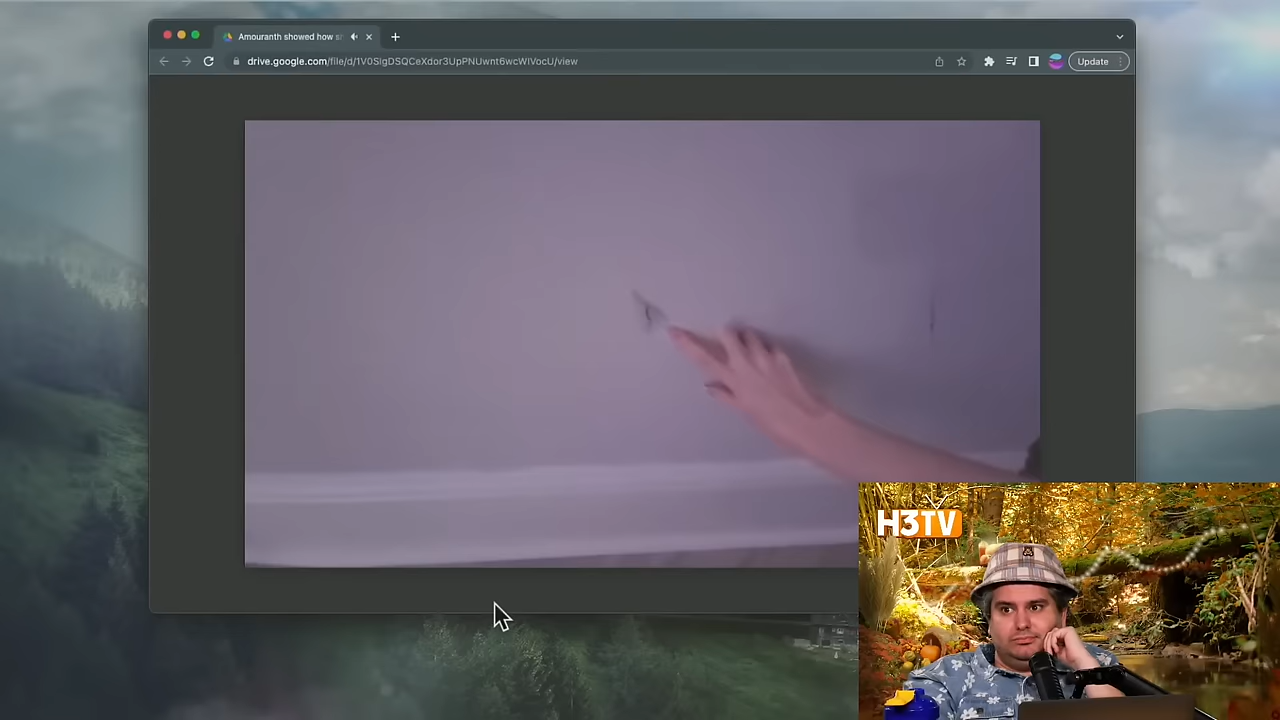 Amouranth showed how
drive.google.com/file/d/1V0SlgDSQCeXdor3UpPNUwnt6wcWlVocU/view
Update
H3TV